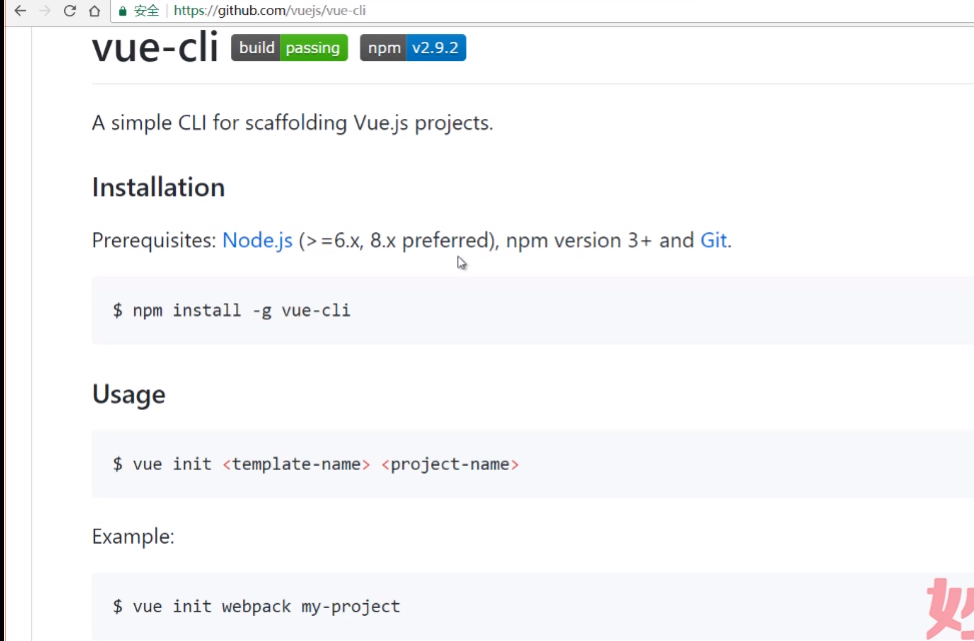 安全 https://github.com/vuejs/vue-cli
vue-cli build passing npm v2.9.2
A simple CLI for scaffolding Vue.js projects.
Installation
Prerequisites: Node.js (>=6.x, 8.x preferred), npm version 3+ and Git.
$ npm install -g vue-cli
Usage
$ vue init <template-name> <project-name>
Example:
$ vue init webpack my-project